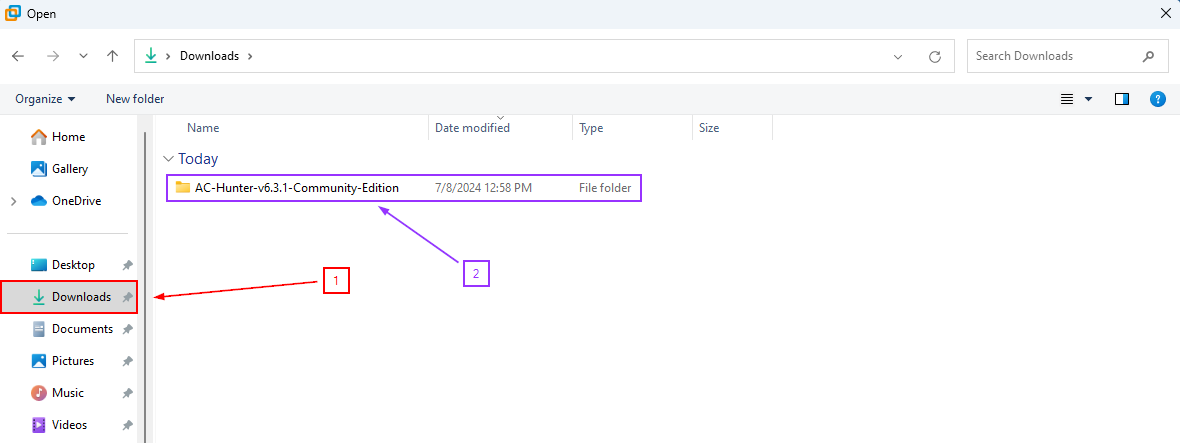 Open
Downloads
Search Downloads
Organize New folder
?
Name Date modified Type Size
Today
AC-Hunter-v6.3.1-Community-Edition 7/8/2024 12:58 PM File folder
Home
Gallery
OneDrive
Desktop
Downloads
Documents
Pictures
Music
Videos
1
2